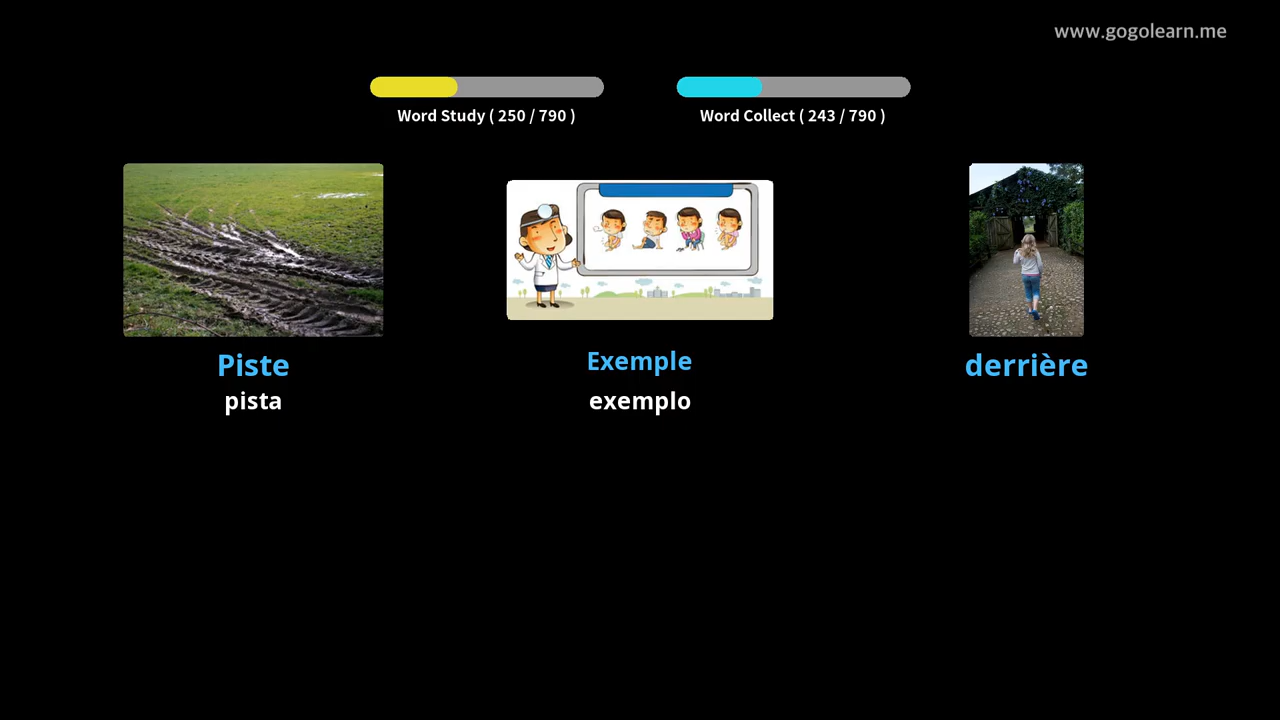 www.gogolearn.me
Word Study ( 250 / 790 )
Word Collect ( 243 / 790 )
Piste
pista
Exemple
exemplo
derrière